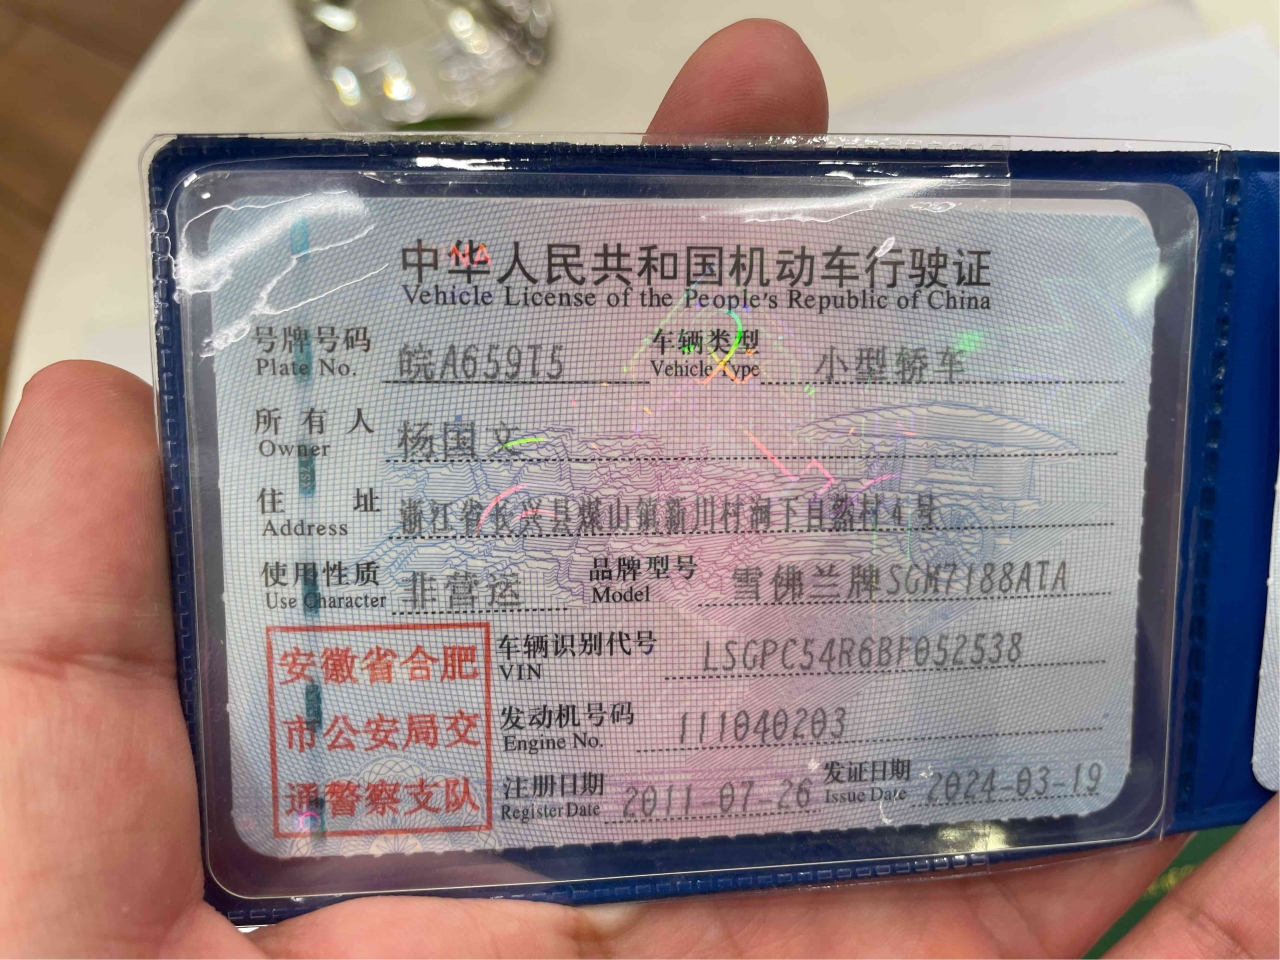 中华人民共和国机动车行驶证
Vehicle License of the People's Republic of China
号牌号码 皖A659T5 车辆类型 小型轿车
Plate No. Vehicle Type
所有人 杨国文
Owner
住址 浙江省长兴县煤山镇新川村涧下自然村4号
Address
使用性质 非营运 品牌型号 雪佛兰牌SGM7188ATA
Use Character Model
车辆识别代号 LSGPC54R6BF052538
VIN
发动机号码 111040203
Engine No.
注册日期 2011-07-26 发证日期 2024-03-19
Register Date Issue Date
安徽省合肥
市公安局交
通警察支队